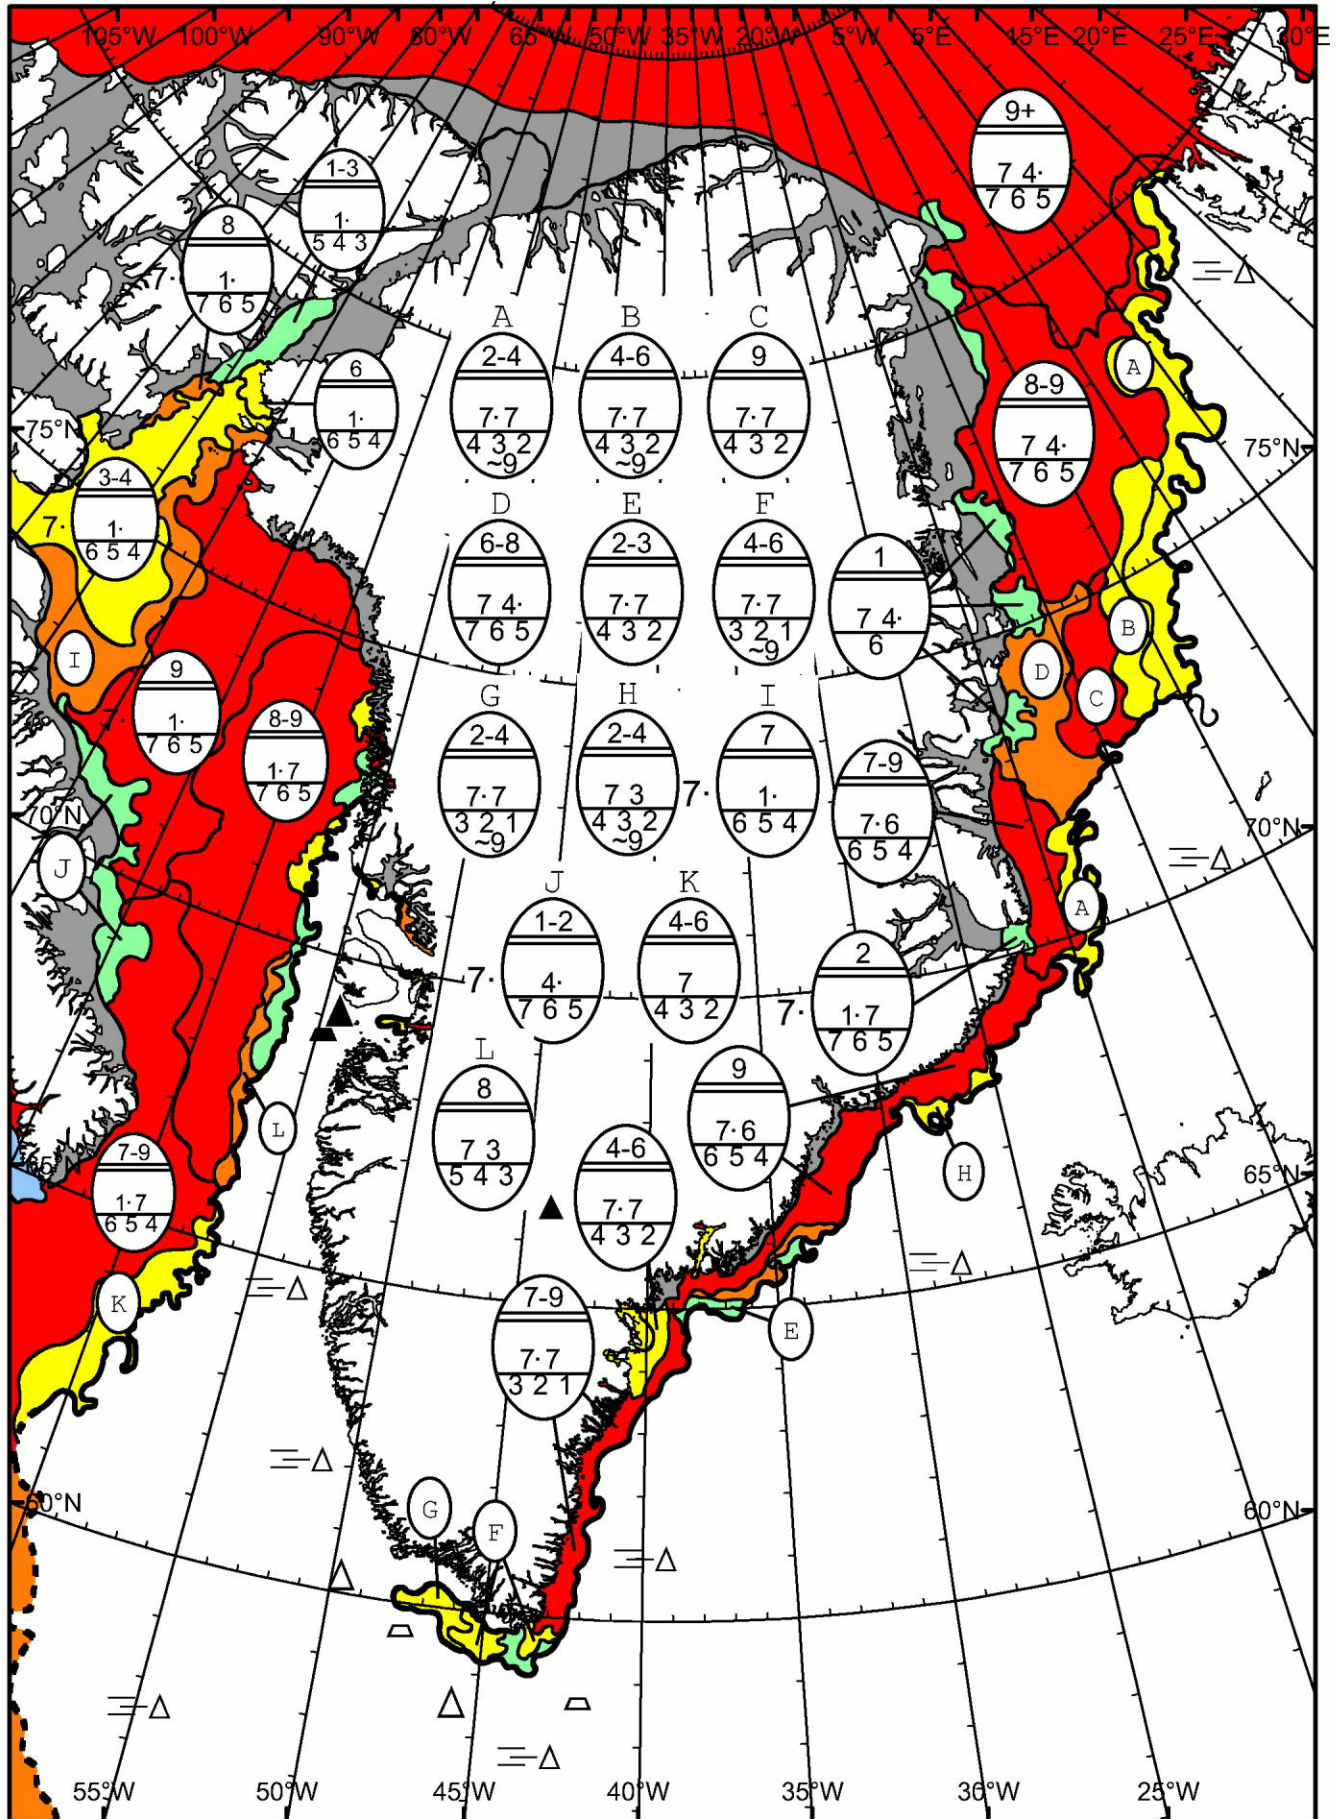 105°W 100°W 90°W 80°W 65°W 50°W 35°W 20°W 5°W 5°E 15°E 20°E 25°E 30°E
9+
7 4·
7 6 5
1-3
1·
5 4 3
8
7·
1·
7 6 5
A B C
2-4
7·7
4 3 2
~9
4-6
7·7
4 3 2
~9
9
7·7
4 3 2
6
1·
6 5 4
A
8-9
7 4·
7 6 5
75°N
75°N
3-4
7·
1·
6 5 4
D E F
6-8
7 4·
7 6 5
2-3
7·7
4 3 2
4-6
7·7
3 2 1
~9
1
7 4·
6
B
I
D
C
9
7·
1·
7 6 5
8-9
1·7
7 6 5
G H I
2-4
7·7
3 2 1
~9
2-4
7 3
4 3 2
~9
7
7·
1·
6 5 4
7-9
7·6
6 5 4
70°N
70°N
J
A
J K
1-2
7·
4·
7 6 5
4-6
7
4 3 2
2
7·
1·7
7 6 5
L
L
8
7 3
5 4 3
9
7·6
6 5 4
H
65°N
65°N
7-9
1·7
6 5 4
4-6
7·7
4 3 2
K
E
7-9
7·7
3 2 1
60°N
60°N
G
F
55°W 50°W 45°W 40°W 35°W 30°W 25°W